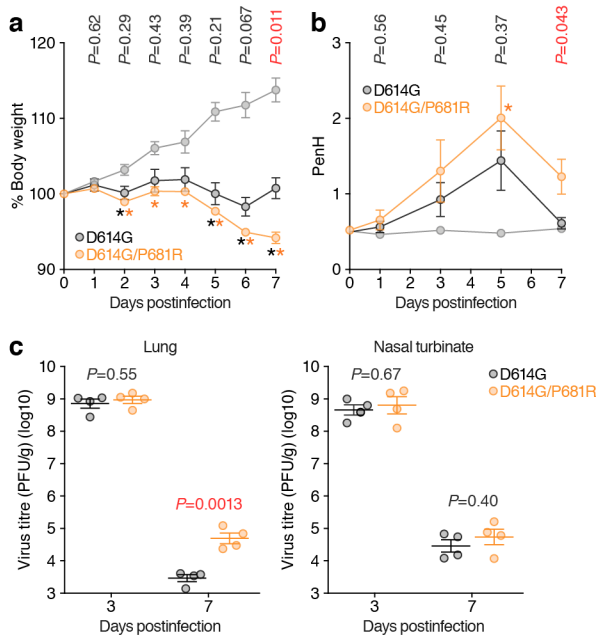 a
P=0.62
P=0.29
P=0.43
P=0.39
P=0.21
P=0.067
P=0.011
120
110
100
90
% Body weight
D614G
D614G/P681R
* * * * * * * * * *
0 1 2 3 4 5 6 7
Days postinfection
b
P=0.56
P=0.45
P=0.37
P=0.043
3
2
1
0
PenH
D614G
D614G/P681R
*
0 1 3 5 7
Days postinfection
c
Lung
10
9
8
7
6
5
4
3
Virus titre (PFU/g) (log10)
P=0.55
P=0.0013
3 7
Days postinfection
Nasal turbinate
10
9
8
7
6
5
4
3
Virus titre (PFU/g) (log10)
P=0.67
P=0.40
D614G
D614G/P681R
3 7
Days postinfection